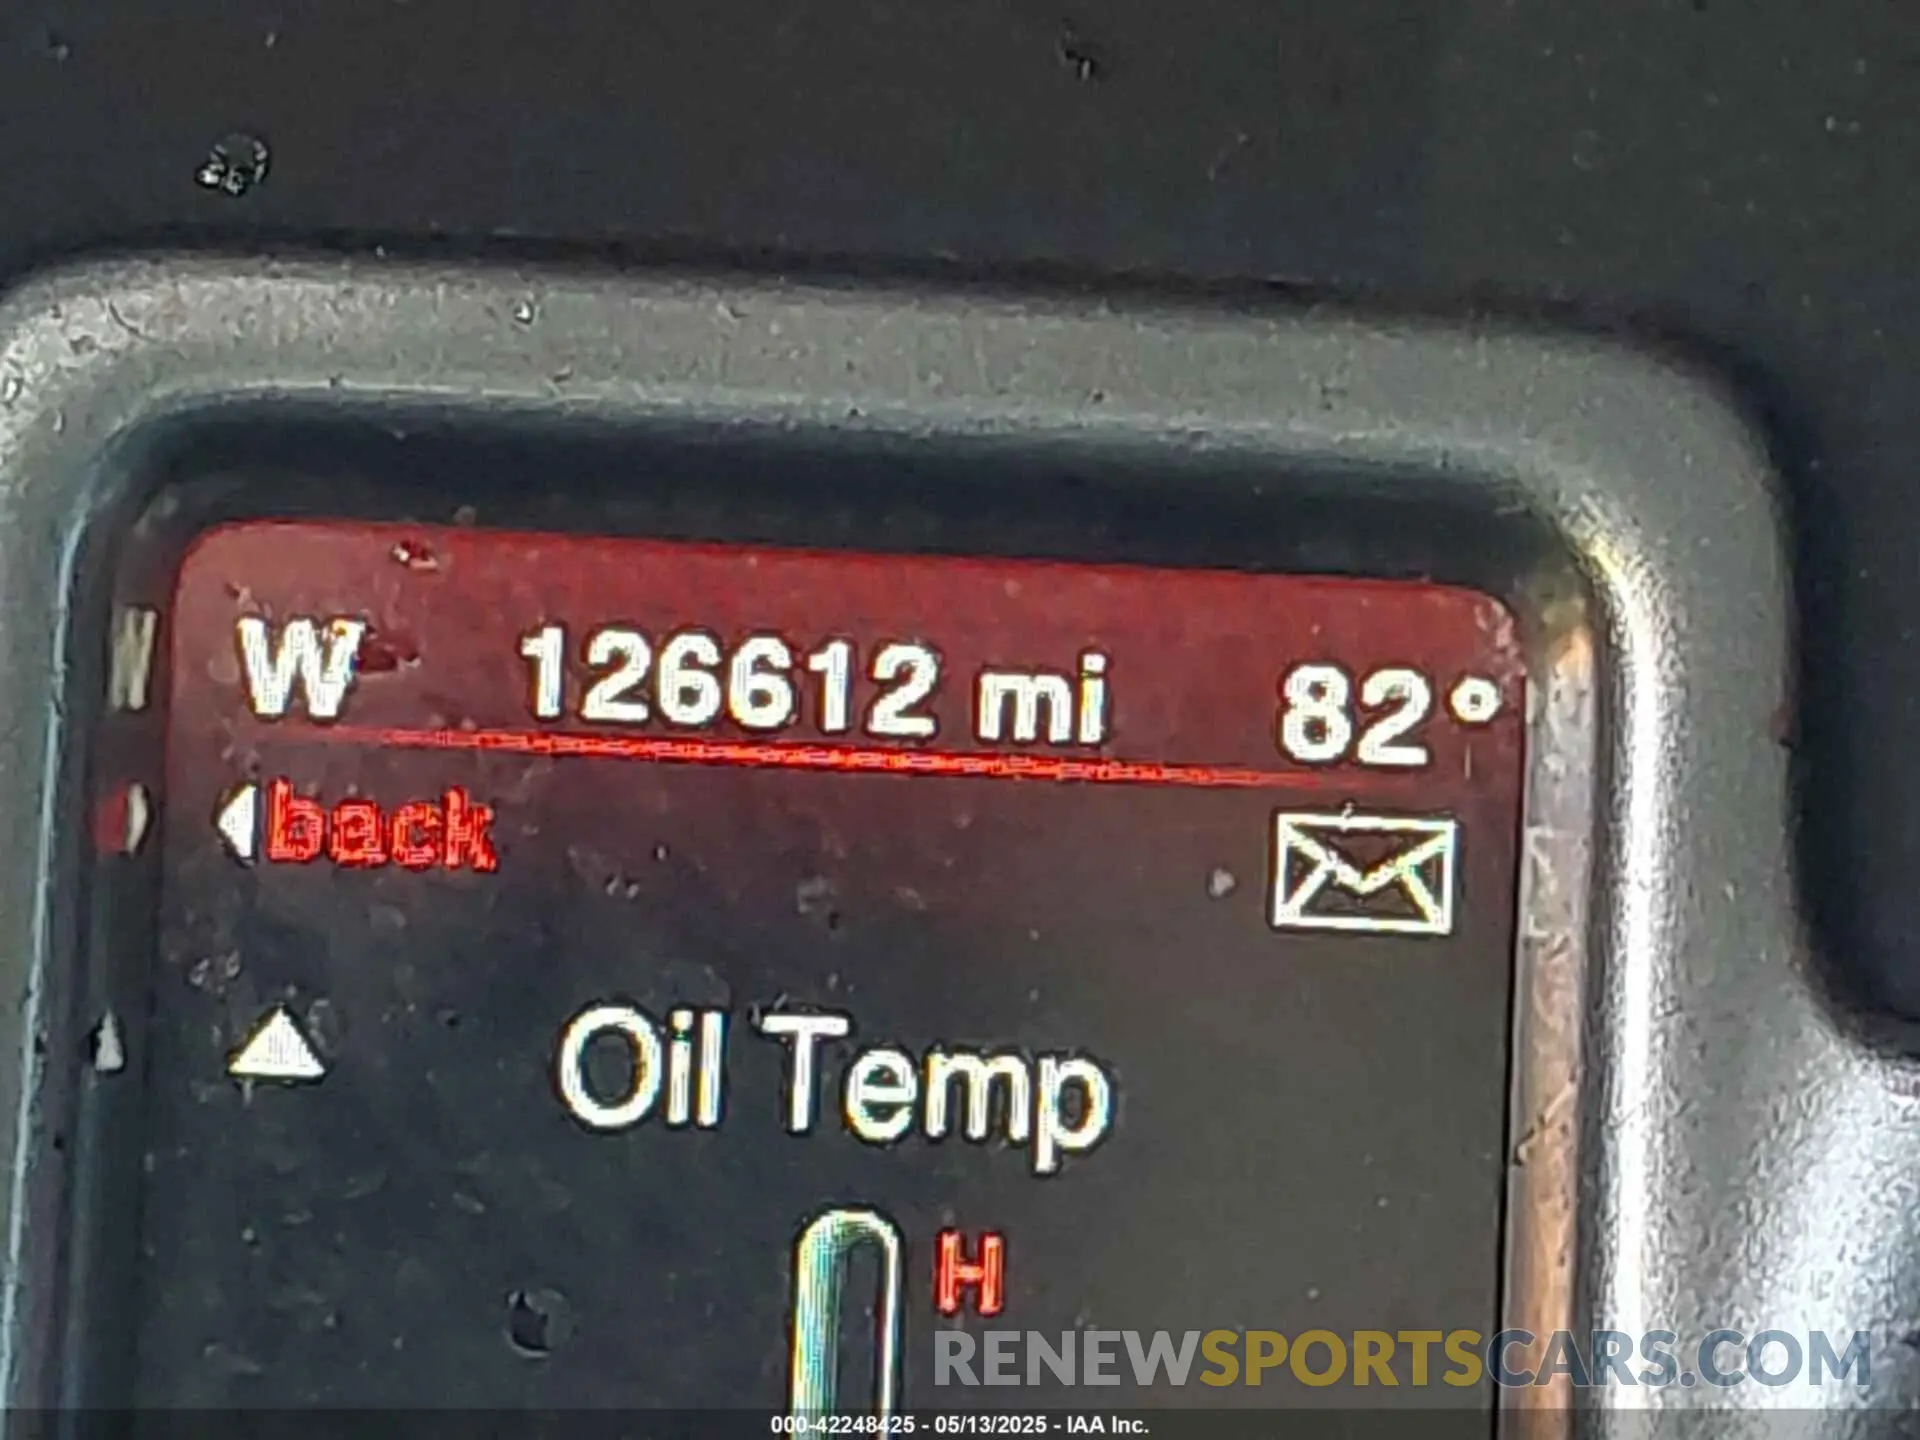 W 126612 mi 82°
back
Oil Temp
H
RENEWSPORTSCARS.COM
000-42248425 - 05/13/2025 - IAA Inc.